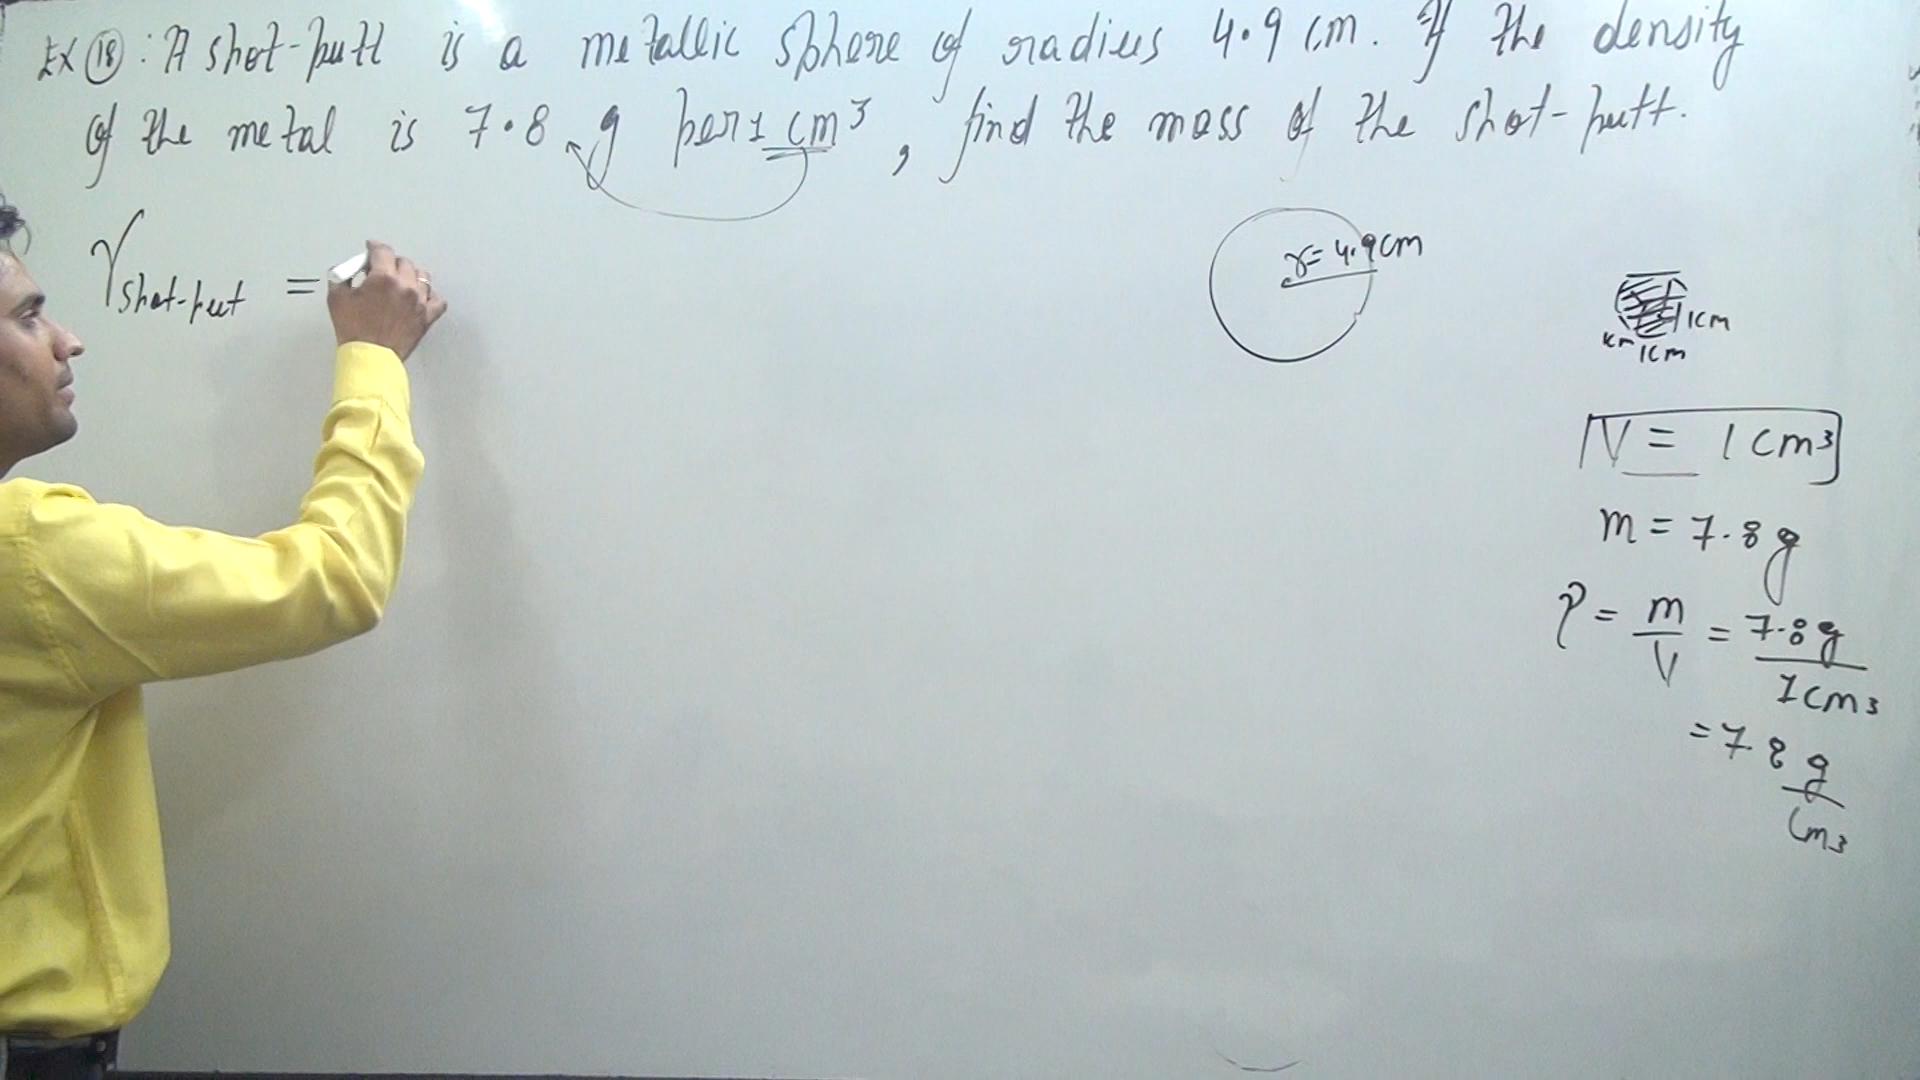 Ex 18 : A shot-putt is a metallic sphere of radius 4.9 cm. If the density
of the metal is 7.8 g per 1 cm³, find the mass of the shot-putt.
r shot-put =
r = 4.9cm
1cm
1cm
V = 1 cm³
m = 7.8 g
ρ = m/V = 7.8 g/1 cm³
= 7.8 g/cm³